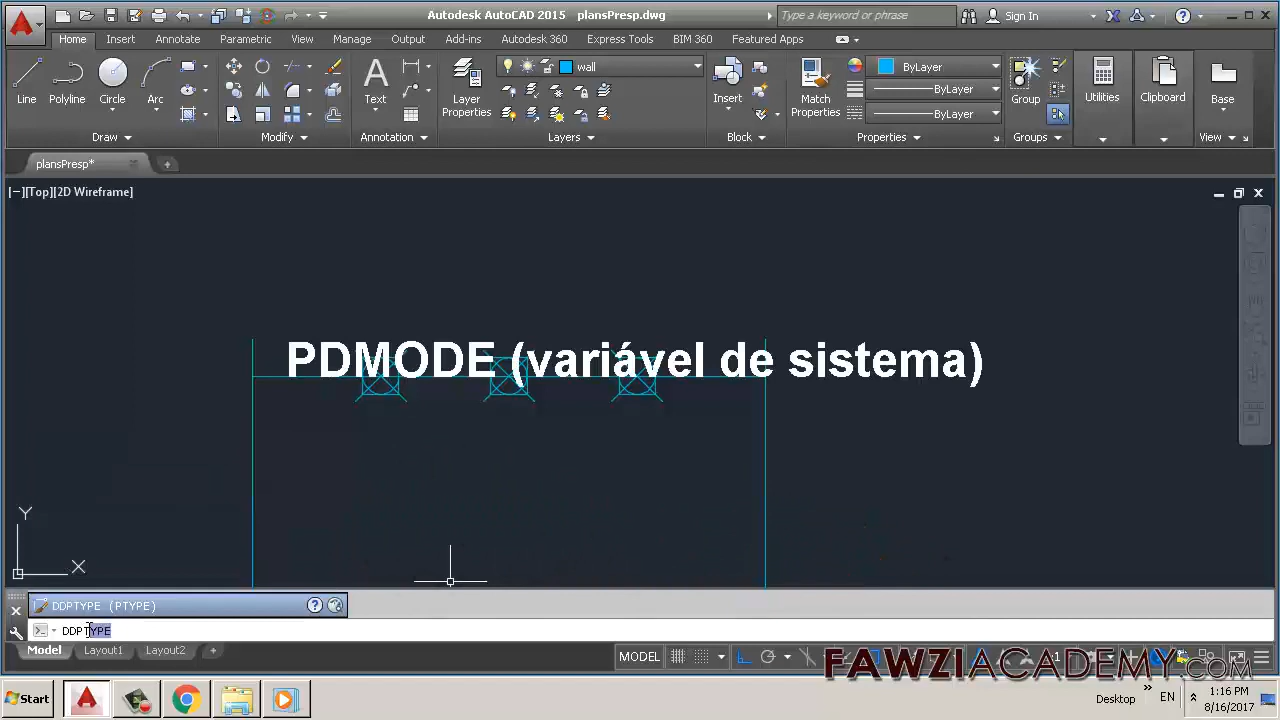 Autodesk AutoCAD 2015 plansPresp.dwg
Type a keyword or phrase
Sign In
Home Insert Annotate Parametric View Manage Output Add-ins Autodesk 360 Express Tools BIM 360 Featured Apps
Line Polyline Circle Arc
Text
Layer Properties
wall
Insert
Match Properties
ByLayer
ByLayer
ByLayer
Group
Utilities
Clipboard
Base
Draw Modify Annotation Layers Block Properties Groups View
plansPresp*
[−][Top][2D Wireframe]
PDMODE (variável de sistema)
Y
X
DDPTYPE (PTYPE)
DDPTYPE
Model Layout1 Layout2
MODEL
FAWZIACADEMY.COM
Start
Desktop
EN
1:16 PM
8/16/2017